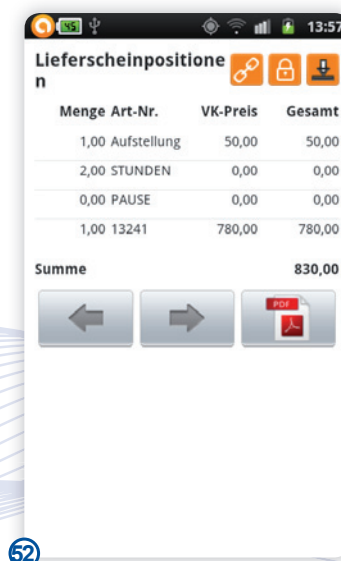 45 13:57
Lieferscheinpositione
n
Menge Art-Nr. VK-Preis Gesamt
1,00 Aufstellung 50,00 50,00
2,00 STUNDEN 0,00 0,00
0,00 PAUSE 0,00 0,00
1,00 13241 780,00 780,00
Summe 830,00
PDF
52